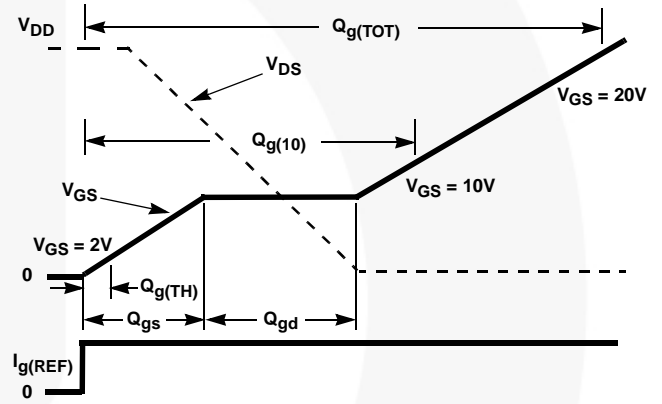 V_DD
Q_g(TOT)
V_DS
V_GS = 20V
Q_g(10)
V_GS
V_GS = 10V
V_GS = 2V
0
Q_g(TH)
Q_gs
Q_gd
I_g(REF)
0